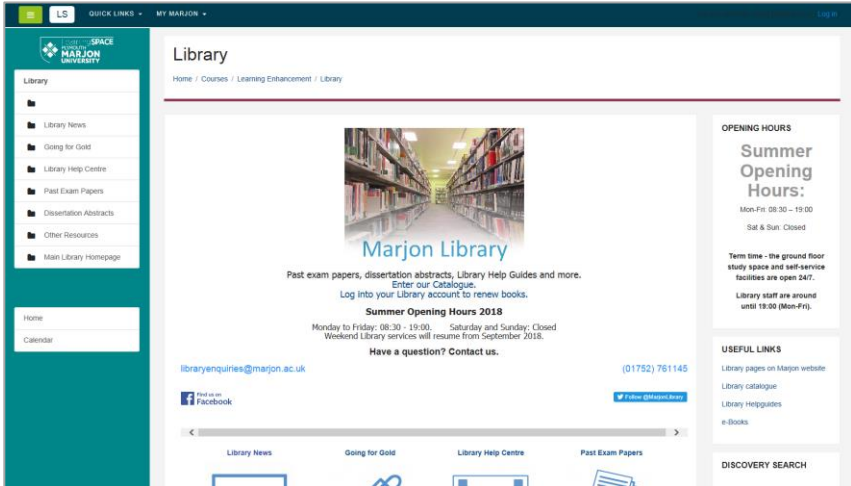 LS
QUICK LINKS
MY MARJON
Log in
SPACE
PLYMOUTH
MARJON
UNIVERSITY
Library
Library News
Going for Gold
Library Help Centre
Past Exam Papers
Dissertation Abstracts
Other Resources
Main Library Homepage
Home
Calendar
Library
Home / Courses / Learning Enhancement / Library
Marjon Library
Past exam papers, dissertation abstracts, Library Help Guides and more.
Enter our Catalogue.
Log into your Library account to renew books.
Summer Opening Hours 2018
Monday to Friday: 08:30 - 19:00. Saturday and Sunday: Closed
Weekend Library services will resume from September 2018.
Have a question? Contact us.
libraryenquiries@marjon.ac.uk
(01752) 761145
Find us on
Facebook
Follow @MarjonLibrary
Library News
Going for Gold
Library Help Centre
Past Exam Papers
OPENING HOURS
Summer
Opening
Hours:
Mon-Fri: 08:30 – 19:00
Sat & Sun: Closed
Term time - the ground floor
study space and self-service
facilities are open 24/7.
Library staff are around
until 19:00 (Mon-Fri).
USEFUL LINKS
Library pages on Marjon website
Library catalogue
Library Helpguides
e-Books
DISCOVERY SEARCH